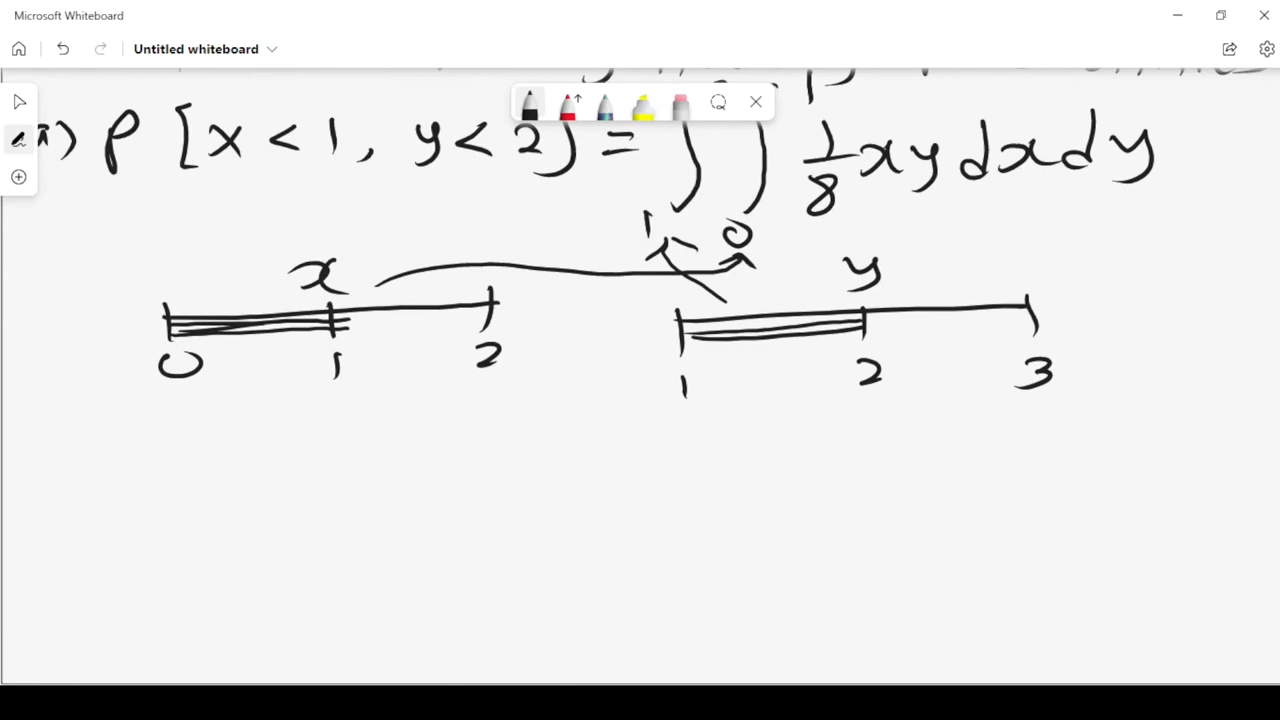 Microsoft Whiteboard
Untitled whiteboard
a) P [x < 1, y < 2] = ∫ ∫ 1/8 xy dx dy
1 0
x y
0 1 2 1 2 3